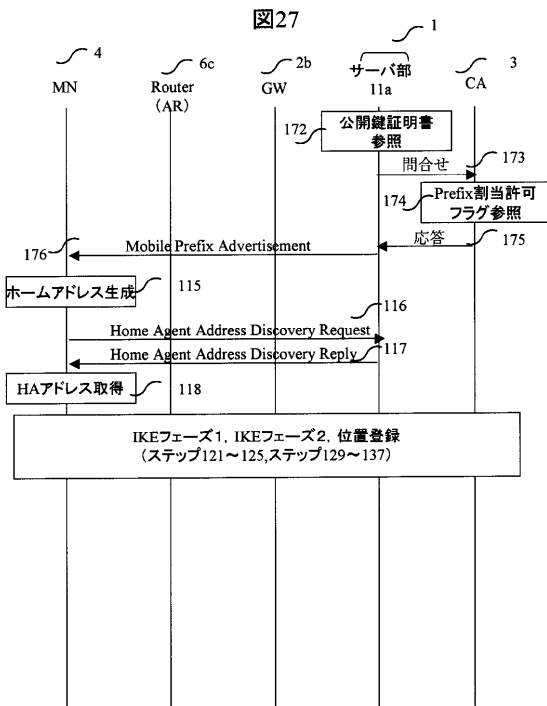 図27
4
MN
6c
Router
(AR)
2b
GW
1
サーバ部
11a
3
CA
172
公開鍵証明書
参照
問合せ
173
174
Prefix割当許可
フラグ参照
応答
175
176
Mobile Prefix Advertisement
ホームアドレス生成
115
116
Home Agent Address Discovery Request
Home Agent Address Discovery Reply
117
HAアドレス取得
118
IKEフェーズ1, IKEフェーズ2, 位置登録
(ステップ121～125,ステップ129～137)